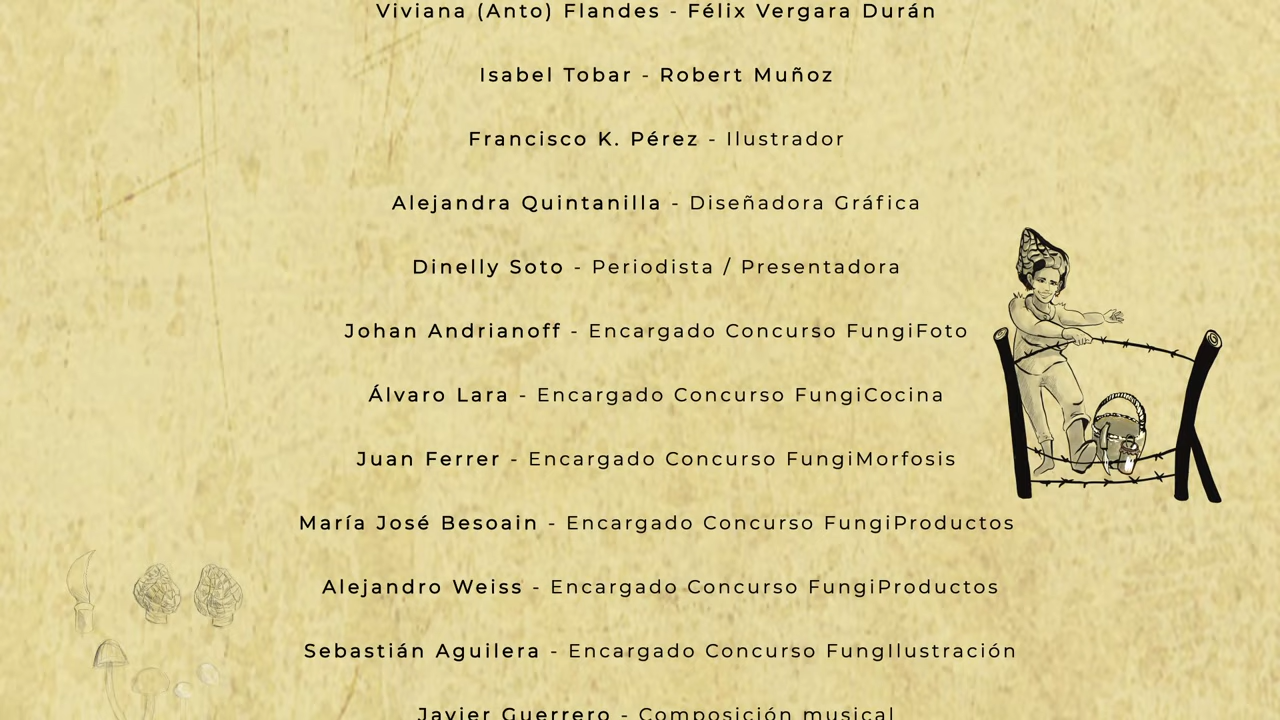 Viviana (Anto) Flandes - Félix Vergara Durán
Isabel Tobar - Robert Muñoz
Francisco K. Pérez - Ilustrador
Alejandra Quintanilla - Diseñadora Gráfica
Dinelly Soto - Periodista / Presentadora
Johan Andrianoff - Encargado Concurso FungiFoto
Álvaro Lara - Encargado Concurso FungiCocina
Juan Ferrer - Encargado Concurso FungiMorfosis
María José Besoain - Encargado Concurso FungiProductos
Alejandro Weiss - Encargado Concurso FungiProductos
Sebastián Aguilera - Encargado Concurso FungIlustración
Javier Guerrero - Composición musical